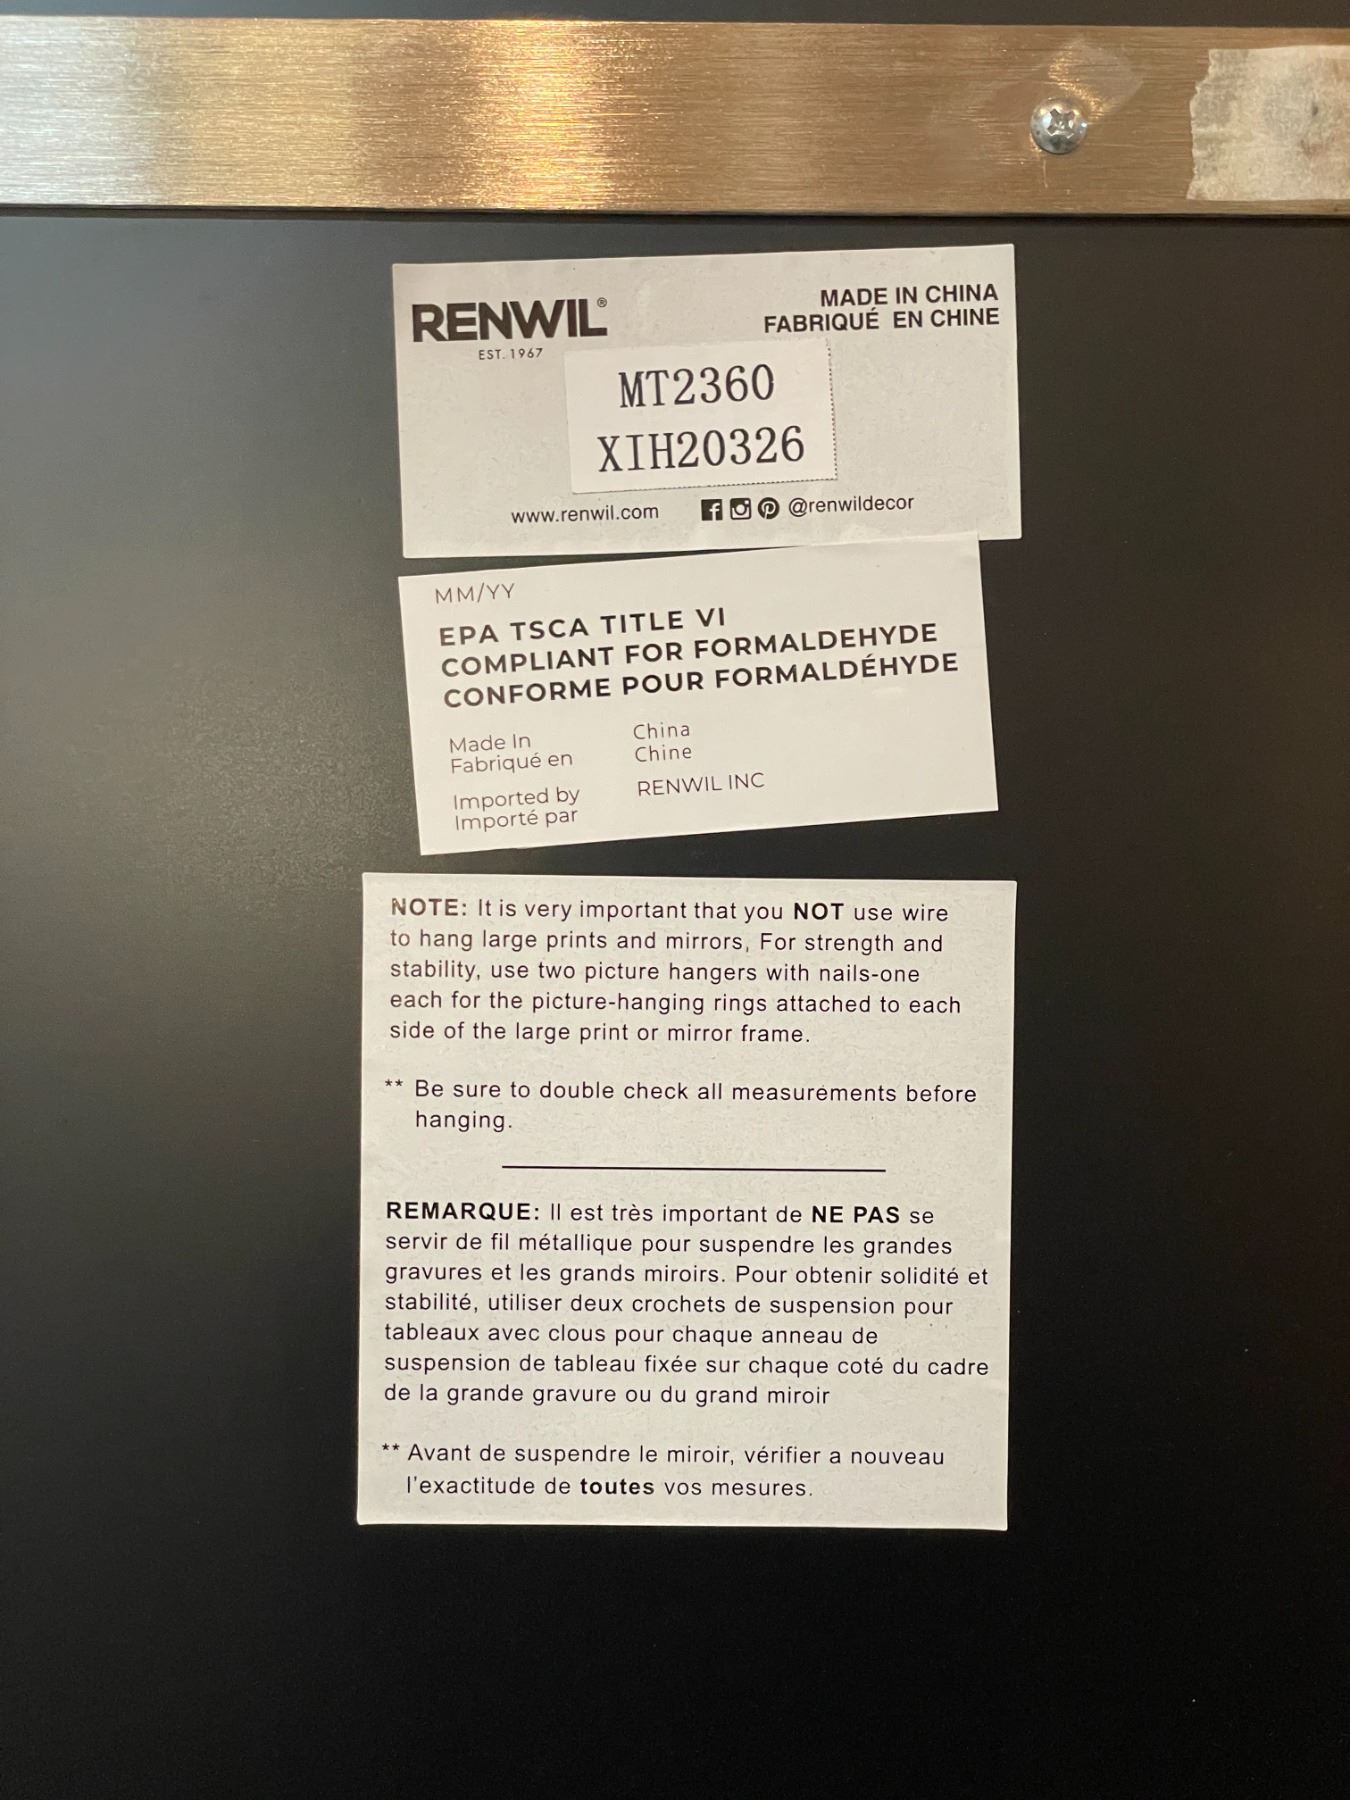 RENWIL®
EST. 1967
MADE IN CHINA
FABRIQUÉ EN CHINE
MT2360
XIH20326
www.renwil.com @renwildecor
MM/YY
EPA TSCA TITLE VI
COMPLIANT FOR FORMALDEHYDE
CONFORME POUR FORMALDÉHYDE
Made In China
Fabriqué en Chine
Imported by RENWIL INC
Importé par
NOTE: It is very important that you NOT use wire
to hang large prints and mirrors, For strength and
stability, use two picture hangers with nails-one
each for the picture-hanging rings attached to each
side of the large print or mirror frame.
** Be sure to double check all measurements before
hanging.
REMARQUE: Il est très important de NE PAS se
servir de fil métallique pour suspendre les grandes
gravures et les grands miroirs. Pour obtenir solidité et
stabilité, utiliser deux crochets de suspension pour
tableaux avec clous pour chaque anneau de
suspension de tableau fixée sur chaque coté du cadre
de la grande gravure ou du grand miroir
** Avant de suspendre le miroir, vérifier a nouveau
l'exactitude de toutes vos mesures.